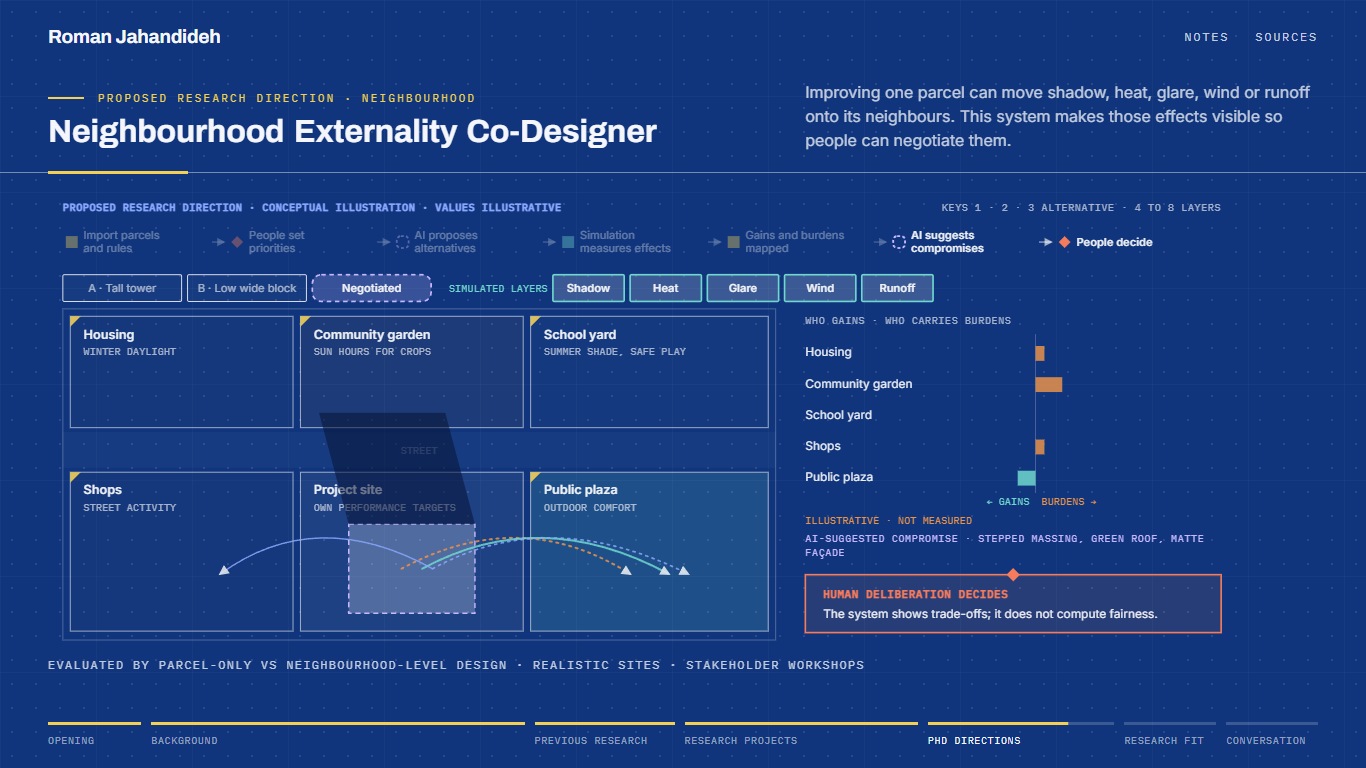 Roman Jahandideh
NOTES SOURCES
PROPOSED RESEARCH DIRECTION · NEIGHBOURHOOD
Neighbourhood Externality Co-Designer
Improving one parcel can move shadow, heat, glare, wind or runoff
onto its neighbours. This system makes those effects visible so
people can negotiate them.
PROPOSED RESEARCH DIRECTION · CONCEPTUAL ILLUSTRATION · VALUES ILLUSTRATIVE
KEYS 1 · 2 · 3 ALTERNATIVE · 4 TO 8 LAYERS
Import parcels
and rules
People set
priorities
AI proposes
alternatives
Simulation
measures effects
Gains and burdens
mapped
AI suggests
compromises
People decide
A · Tall tower
B · Low wide block
Negotiated
SIMULATED LAYERS
Shadow
Heat
Glare
Wind
Runoff
Housing
WINTER DAYLIGHT
Community garden
SUN HOURS FOR CROPS
School yard
SUMMER SHADE, SAFE PLAY
STREET
Shops
STREET ACTIVITY
Project site
OWN PERFORMANCE TARGETS
Public plaza
OUTDOOR COMFORT
WHO GAINS · WHO CARRIES BURDENS
Housing
Community garden
School yard
Shops
Public plaza
← GAINS BURDENS →
ILLUSTRATIVE · NOT MEASURED
AI-SUGGESTED COMPROMISE · STEPPED MASSING, GREEN ROOF, MATTE
FAÇADE
HUMAN DELIBERATION DECIDES
The system shows trade-offs; it does not compute fairness.
EVALUATED BY PARCEL-ONLY VS NEIGHBOURHOOD-LEVEL DESIGN · REALISTIC SITES · STAKEHOLDER WORKSHOPS
OPENING
BACKGROUND
PREVIOUS RESEARCH
RESEARCH PROJECTS
PHD DIRECTIONS
RESEARCH FIT
CONVERSATION